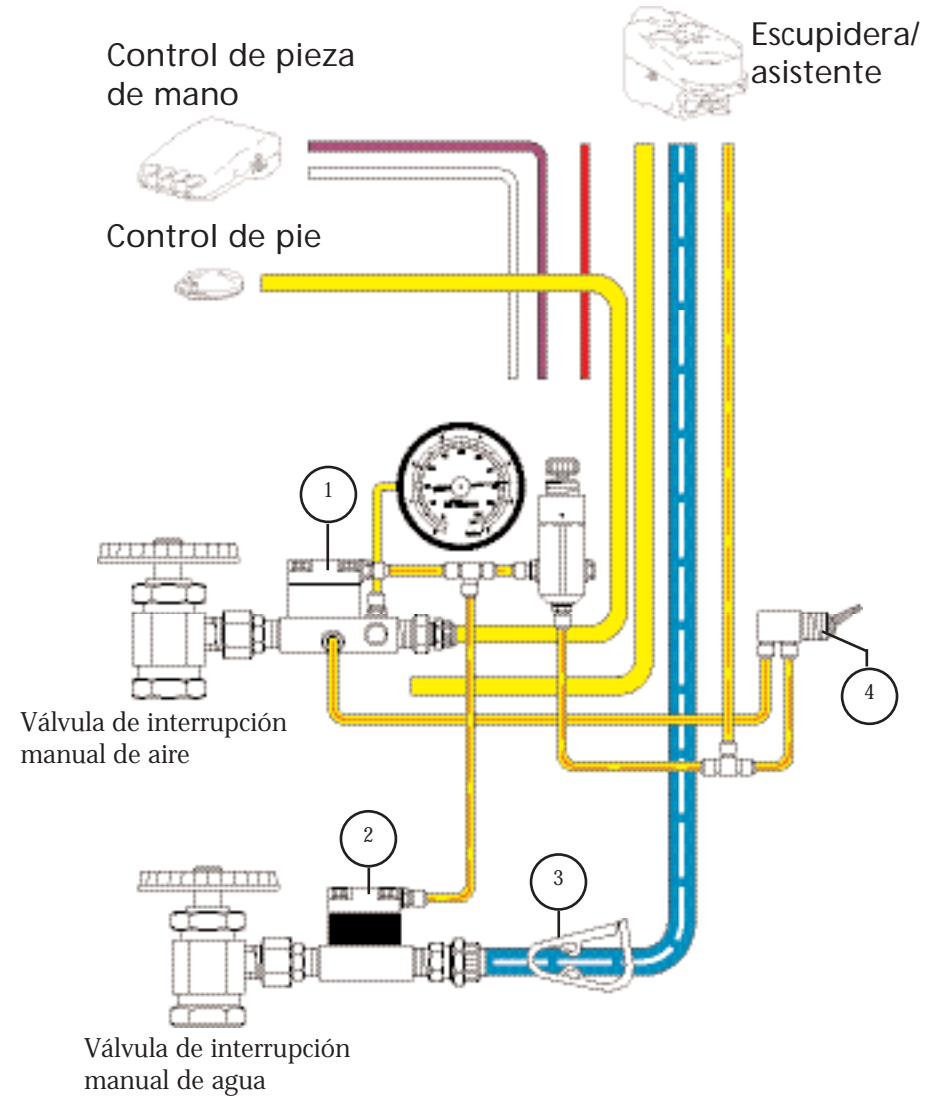 Control de pieza
de mano
Escupidera/
asistente
Control de pie
1
4
Válvula de interrupción
manual de aire
2
3
Válvula de interrupción
manual de agua